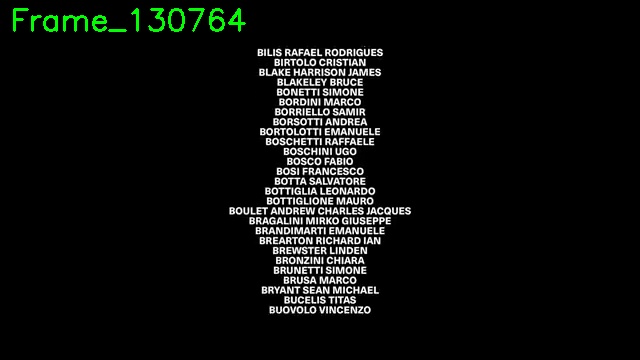 Frame_130764
BILIS RAFAEL RODRIGUES
BIRTOLO CRISTIAN
BLAKE HARRISON JAMES
BLAKELEY BRUCE
BONETTI SIMONE
BORDINI MARCO
BORRIELLO SAMIR
BORSOTTI ANDREA
BORTOLOTTI EMANUELE
BOSCHETTI RAFFAELE
BOSCHINI UGO
BOSCO FABIO
BOSI FRANCESCO
BOTTA SALVATORE
BOTTIGLIA LEONARDO
BOTTIGLIONE MAURO
BOULET ANDREW CHARLES JACQUES
BRAGALINI MIRKO GIUSEPPE
BRANDIMARTI EMANUELE
BREARTON RICHARD IAN
BREWSTER LINDEN
BRONZINI CHIARA
BRUNETTI SIMONE
BRUSA MARCO
BRYANT SEAN MICHAEL
BUCELIS TITAS
BUOVOLO VINCENZO